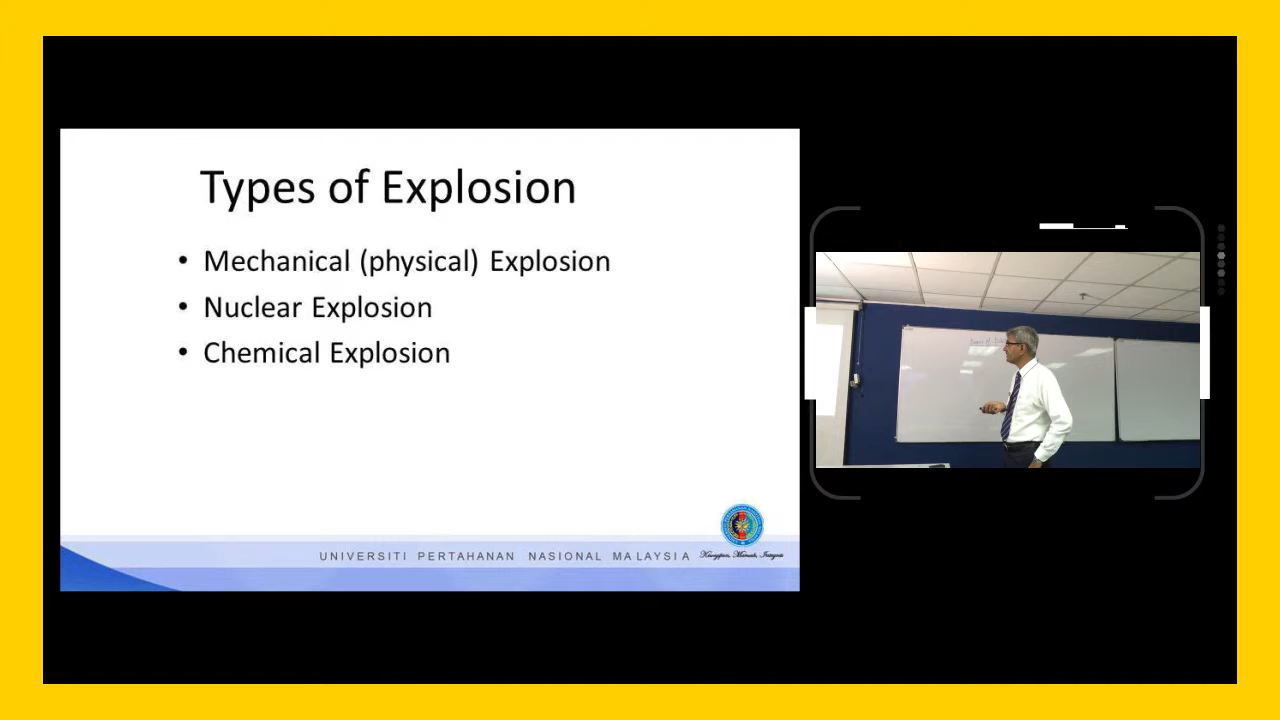 Types of Explosion
• Mechanical (physical) Explosion
• Nuclear Explosion
• Chemical Explosion
UNIVERSITI PERTAHANAN NASIONAL MALAYSIA